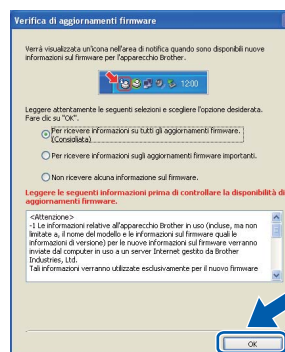 Verifica di aggiornamenti firmware
Verrà visualizzata un'icona nell'area di notifica quando sono disponibili nuove
informazioni sul firmware per l'apparecchio Brother.
12:00
Leggere attentamente le seguenti selezioni e scegliere l'opzione desiderata.
Fare clic su "OK".
Per ricevere informazioni su tutti gli aggiornamenti firmware.
(Consigliata)
Per ricevere informazioni sugli aggiornamenti firmware importanti.
Non ricevere alcuna informazione sul firmware.
Leggere le seguenti informazioni prima di controllare la disponibilità di
aggiornamenti firmware.
<Attenzione>
-1 Le informazioni relative all'apparecchio Brother in uso (incluse, ma non
limitate a, il nome del modello e le informazioni sul firmware quali le
informazioni di versione) per le nuove informazioni sul firmware verranno
inviate dal computer in uso a un server Internet gestito da Brother
Industries, Ltd.
Tali informazioni verranno utilizzate esclusivamente per il nuovo firmware
OK